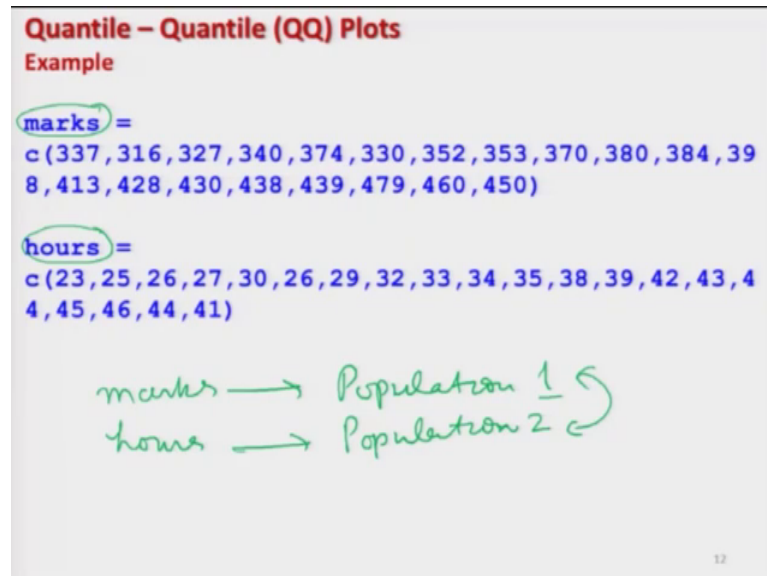 Quantile – Quantile (QQ) Plots
Example
marks =
c(337,316,327,340,374,330,352,353,370,380,384,39
8,413,428,430,438,439,479,460,450)
hours =
c(23,25,26,27,30,26,29,32,33,34,35,38,39,42,43,4
4,45,46,44,41)
marks → Population 1
hours → Population 2
12